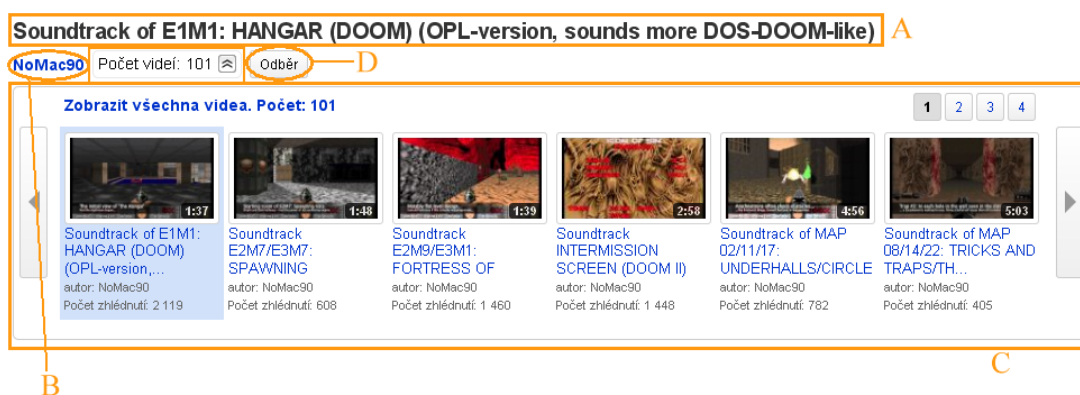 Soundtrack of E1M1: HANGAR (DOOM) (OPL-version, sounds more DOS-DOOM-like) A
NoMac90 Počet videí: 101 Odběr D
Zobrazit všechna videa. Počet: 101 1 2 3 4
1:37 1:48 1:39 2:58 4:56 5:03
Soundtrack of E1M1:
HANGAR (DOOM)
(OPL-version,...
autor: NoMac90
Počet zhlédnutí: 2 119
Soundtrack
E2M7/E3M7:
SPAWNING
autor: NoMac90
Počet zhlédnutí: 608
Soundtrack
E2M9/E3M1:
FORTRESS OF
autor: NoMac90
Počet zhlédnutí: 1 460
Soundtrack
INTERMISSION
SCREEN (DOOM II)
autor: NoMac90
Počet zhlédnutí: 1 448
Soundtrack of MAP
02/11/17:
UNDERHALLS/CIRCLE
autor: NoMac90
Počet zhlédnutí: 782
Soundtrack of MAP
08/14/22: TRICKS AND
TRAPS/TH...
autor: NoMac90
Počet zhlédnutí: 405
C
B